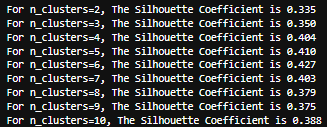 For n_clusters=2, The Silhouette Coefficient is 0.335
For n_clusters=3, The Silhouette Coefficient is 0.350
For n_clusters=4, The Silhouette Coefficient is 0.404
For n_clusters=5, The Silhouette Coefficient is 0.410
For n_clusters=6, The Silhouette Coefficient is 0.427
For n_clusters=7, The Silhouette Coefficient is 0.403
For n_clusters=8, The Silhouette Coefficient is 0.379
For n_clusters=9, The Silhouette Coefficient is 0.375
For n_clusters=10, The Silhouette Coefficient is 0.388